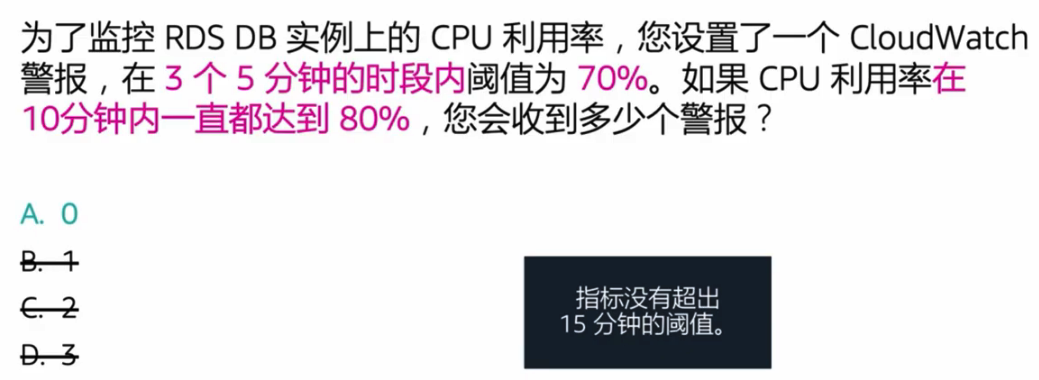 为了监控 RDS DB 实例上的 CPU 利用率，您设置了一个 CloudWatch
警报，在 3 个 5 分钟的时段内阈值为 70%。如果 CPU 利用率在
10分钟内一直都达到 80%，您会收到多少个警报？
A. 0
B. 1
C. 2
D. 3
指标没有超出
15 分钟的阈值。